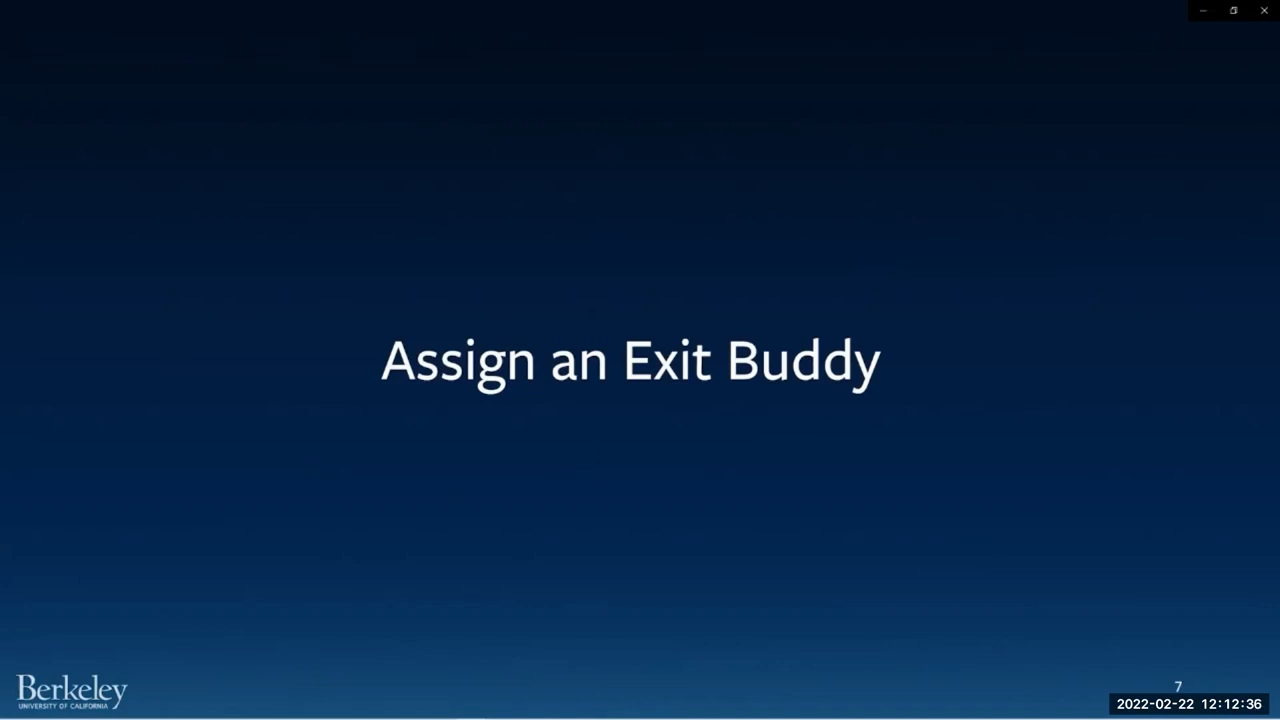 Assign an Exit Buddy
Berkeley
UNIVERSITY OF CALIFORNIA
7
2022-02-22 12:12:36